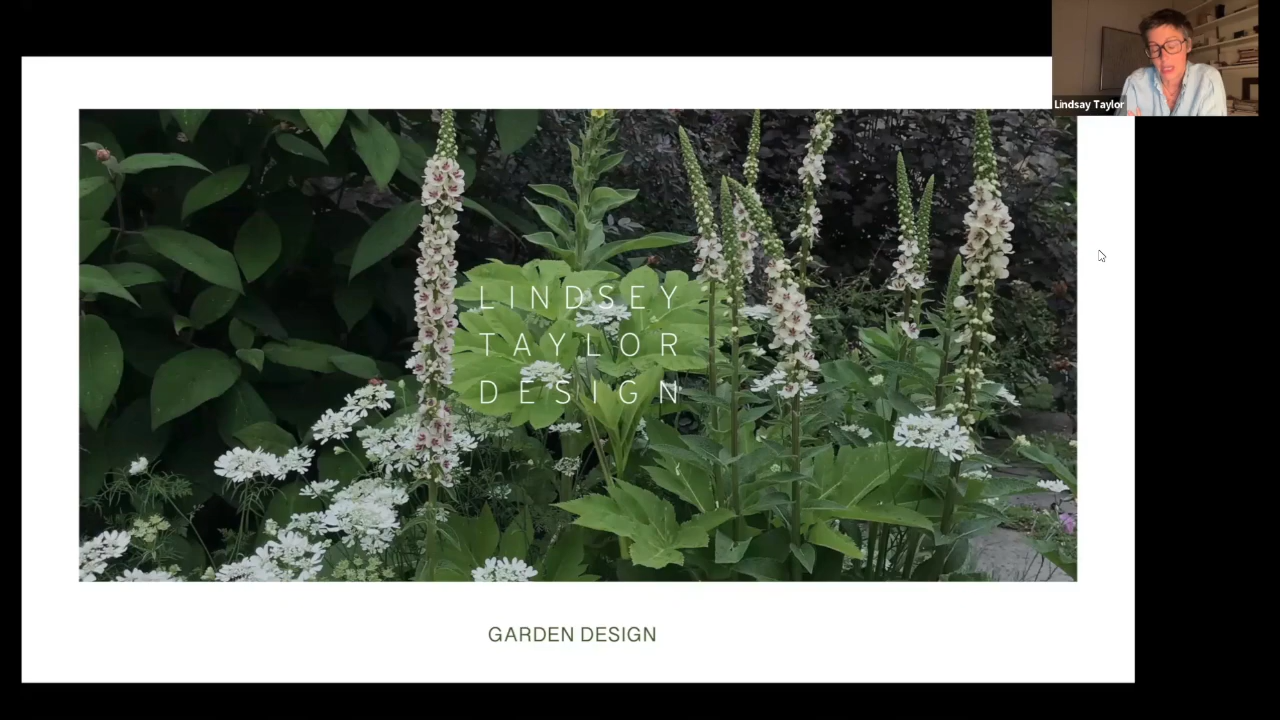 Lindsay Taylor
LINDSEY
TAYLOR
DESIGN
GARDEN DESIGN